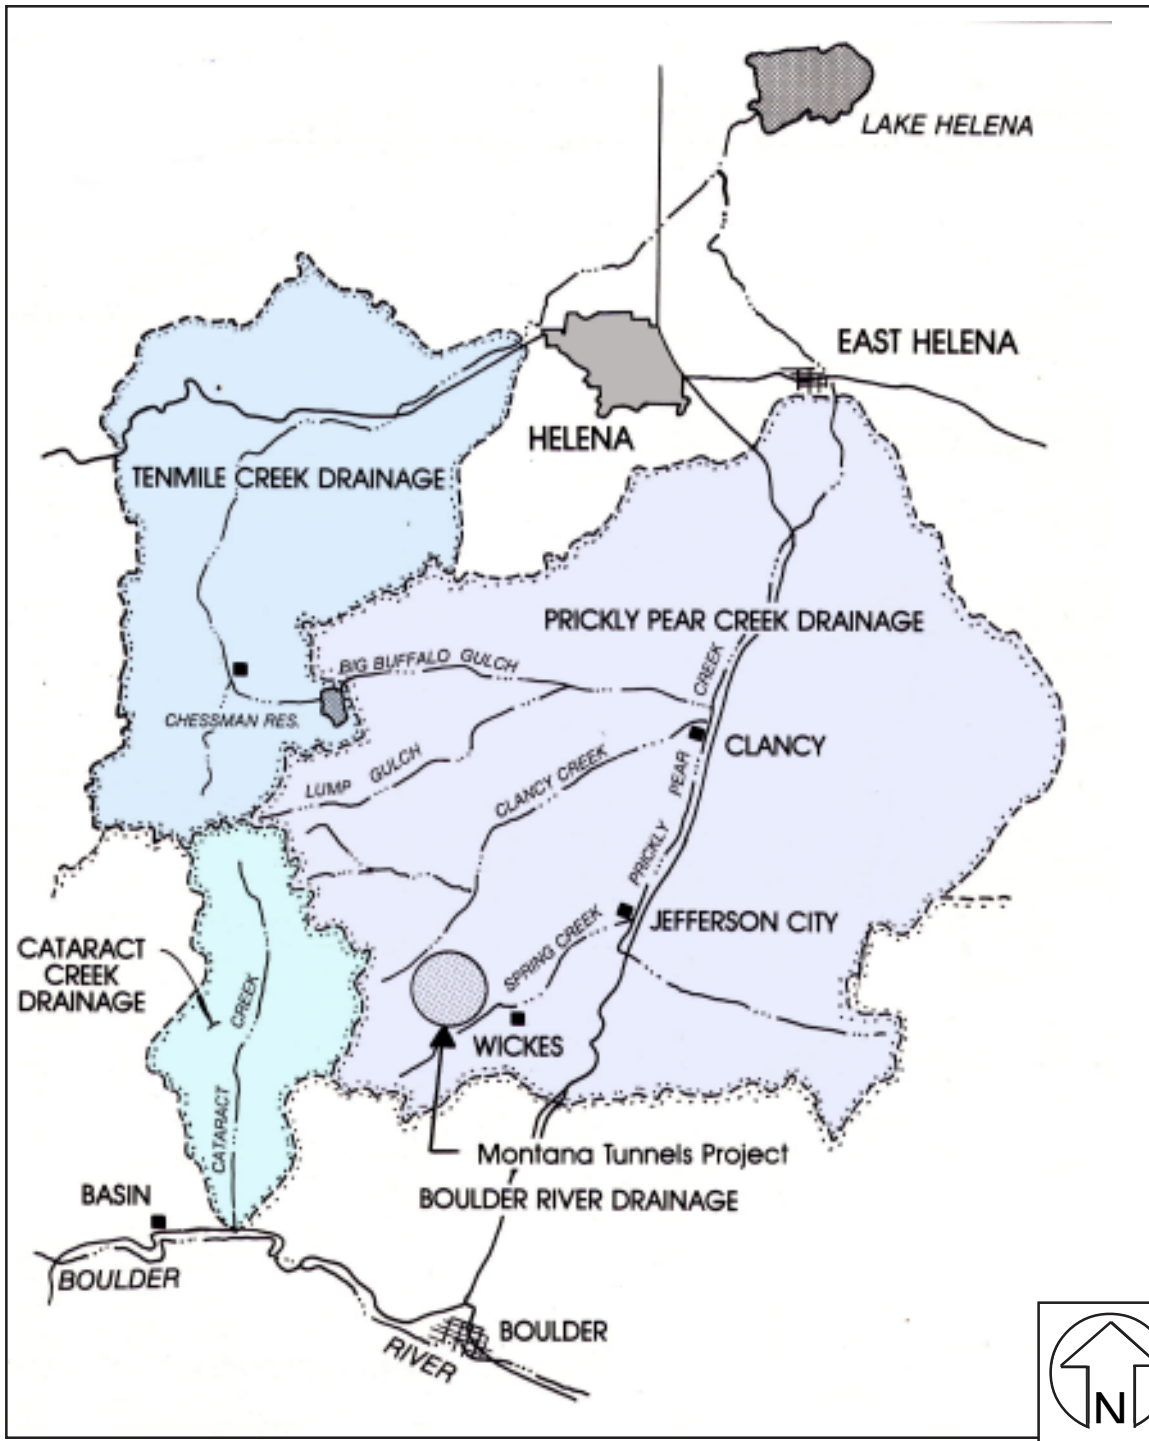 LAKE HELENA
EAST HELENA
HELENA
TENMILE CREEK DRAINAGE
PRICKLY PEAR CREEK DRAINAGE
BIG BUFFALO GULCH
CREEK
CHESSMAN RES.
CLANCY
LUMP GULCH
CLANCY CREEK
PEAR
PRICKLY
JEFFERSON CITY
SPRING CREEK
CATARACT
CREEK
DRAINAGE
CREEK
WICKES
CATARACT
Montana Tunnels Project
BOULDER RIVER DRAINAGE
BASIN
BOULDER
BOULDER
RIVER
N